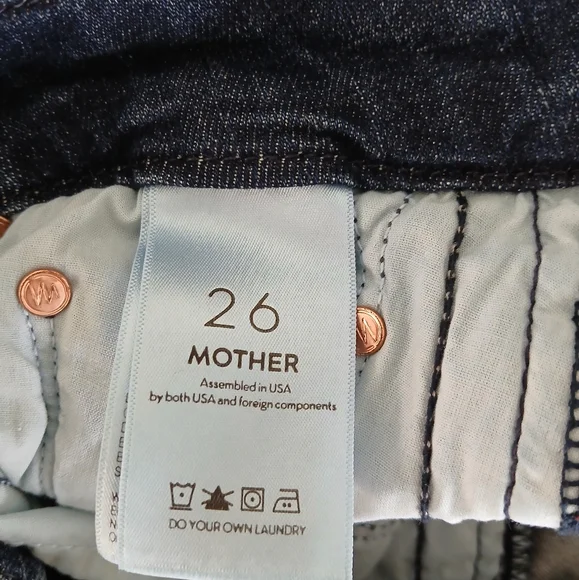 26
MOTHER
Assembled in USA
by both USA and foreign components
DO YOUR OWN LAUNDRY
M
M